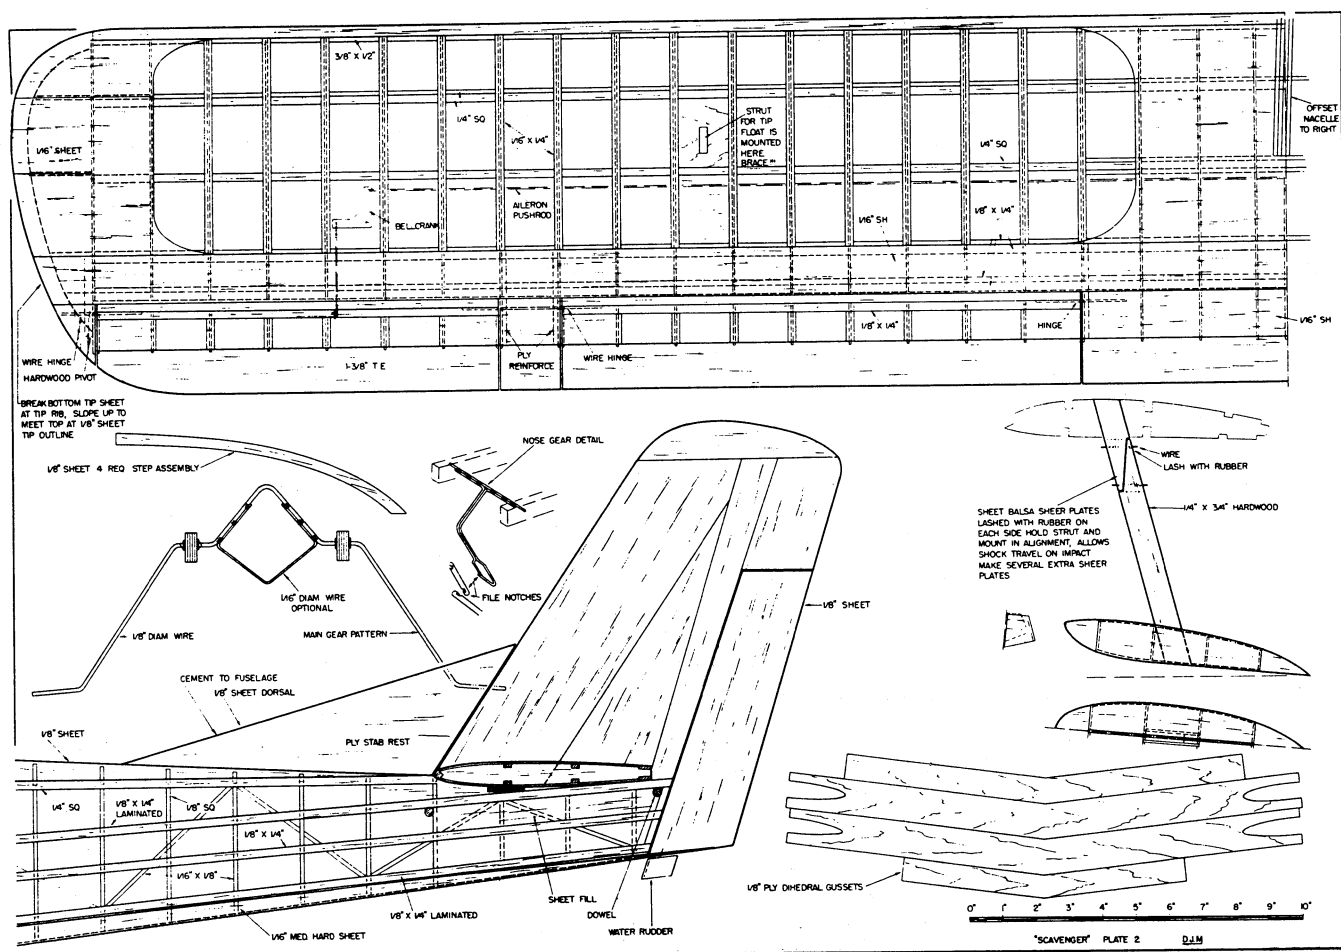 3/8" X 1/2"
1/4" SQ
1/16" X 1/4"
STRUT
FOR TIP
FLOAT IS
MOUNTED
HERE
BRACE
1/4" SQ
OFFSET
NACELLE
TO RIGHT
1/16" SHEET
AILERON
PUSHROD
BELLCRANK
1/16" SH
1/8" X 1/4"
WIRE HINGE
HARDWOOD PIVOT
1-3/8" T E
PLY
REINFORCE
WIRE HINGE
1/8" X 1/4"
HINGE
1/16" SH
BREAK BOTTOM TIP SHEET
AT TIP RIB, SLOPE UP TO
MEET TOP AT 1/8" SHEET
TIP OUTLINE
1/8" SHEET 4 REQ STEP ASSEMBLY
NOSE GEAR DETAIL
WIRE
LASH WITH RUBBER
SHEET BALSA SHEER PLATES
LASHED WITH RUBBER ON
EACH SIDE HOLD STRUT AND
MOUNT IN ALIGNMENT, ALLOWS
SHOCK TRAVEL ON IMPACT
MAKE SEVERAL EXTRA SHEER
PLATES
1/4" X 3/4" HARDWOOD
1/16" DIAM WIRE
OPTIONAL
FILE NOTCHES
1/8" SHEET
1/8" DIAM WIRE
MAIN GEAR PATTERN
CEMENT TO FUSELAGE
1/8" SHEET DORSAL
1/8" SHEET
PLY STAB REST
1/4" SQ
1/8" X 1/4"
LAMINATED
1/8" SQ
1/8" X 1/4"
1/16" X 1/8"
SHEET FILL
1/8" X 1/4" LAMINATED
DOWEL
1/16" MED HARD SHEET
WATER RUDDER
1/8" PLY DIHEDRAL GUSSETS
0" 1" 2" 3" 4" 5" 6" 7" 8" 9" 10"
"SCAVENGER" PLATE 2 D.J.M